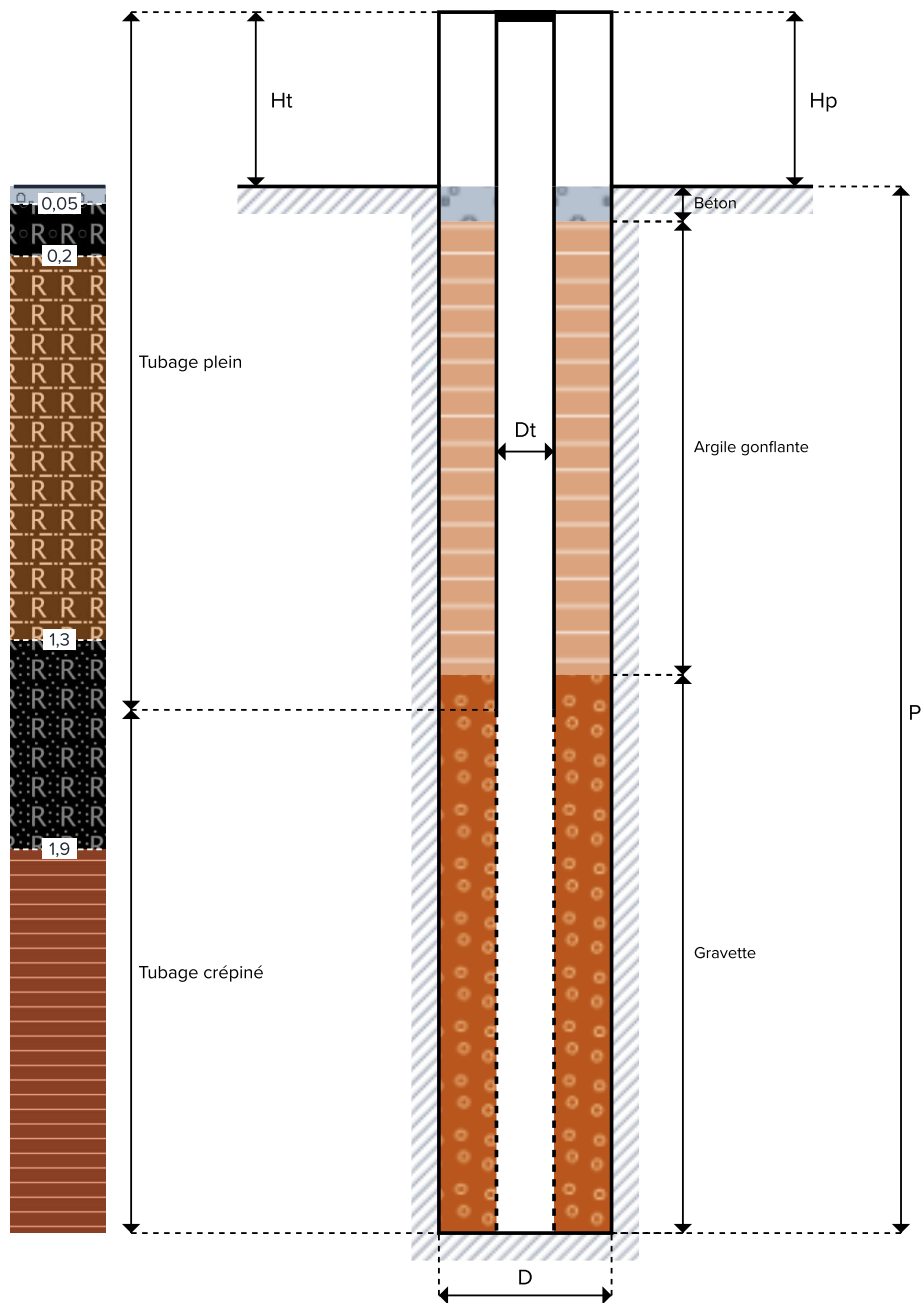 Ht
Hp
0,05
Béton
0,2
Tubage plein
Dt
Argile gonflante
1,3
P
1,9
Gravette
Tubage crépiné
D